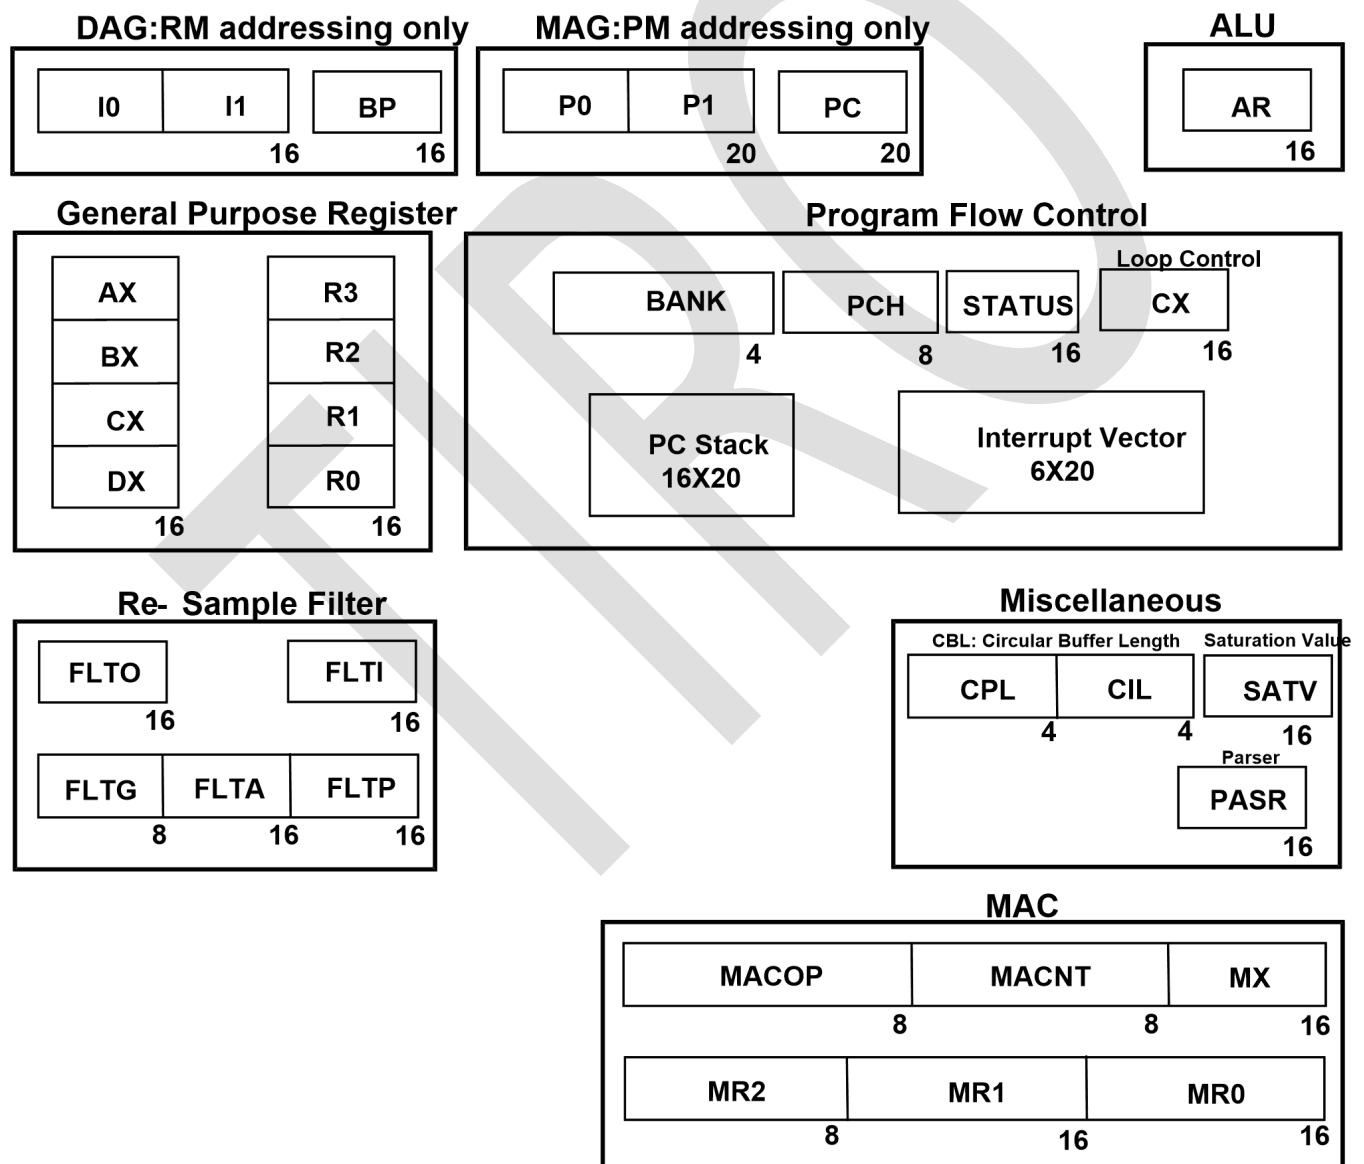 DAG:RM addressing only
I0 I1 BP
16 16
MAG:PM addressing only
P0 P1 PC
20 20
ALU
AR
16
General Purpose Register
AX R3
BX R2
CX R1
DX R0
16 16
Program Flow Control
Loop Control
BANK PCH STATUS CX
4 8 16 16
PC Stack
16X20
Interrupt Vector
6X20
Re- Sample Filter
FLTO FLTI
16 16
FLTG FLTA FLTP
8 16 16
Miscellaneous
CBL: Circular Buffer Length Saturation Value
CPL CIL SATV
4 4 16
Parser
PASR
16
MAC
MACOP MACNT MX
8 8 16
MR2 MR1 MR0
8 16 16
TIRO